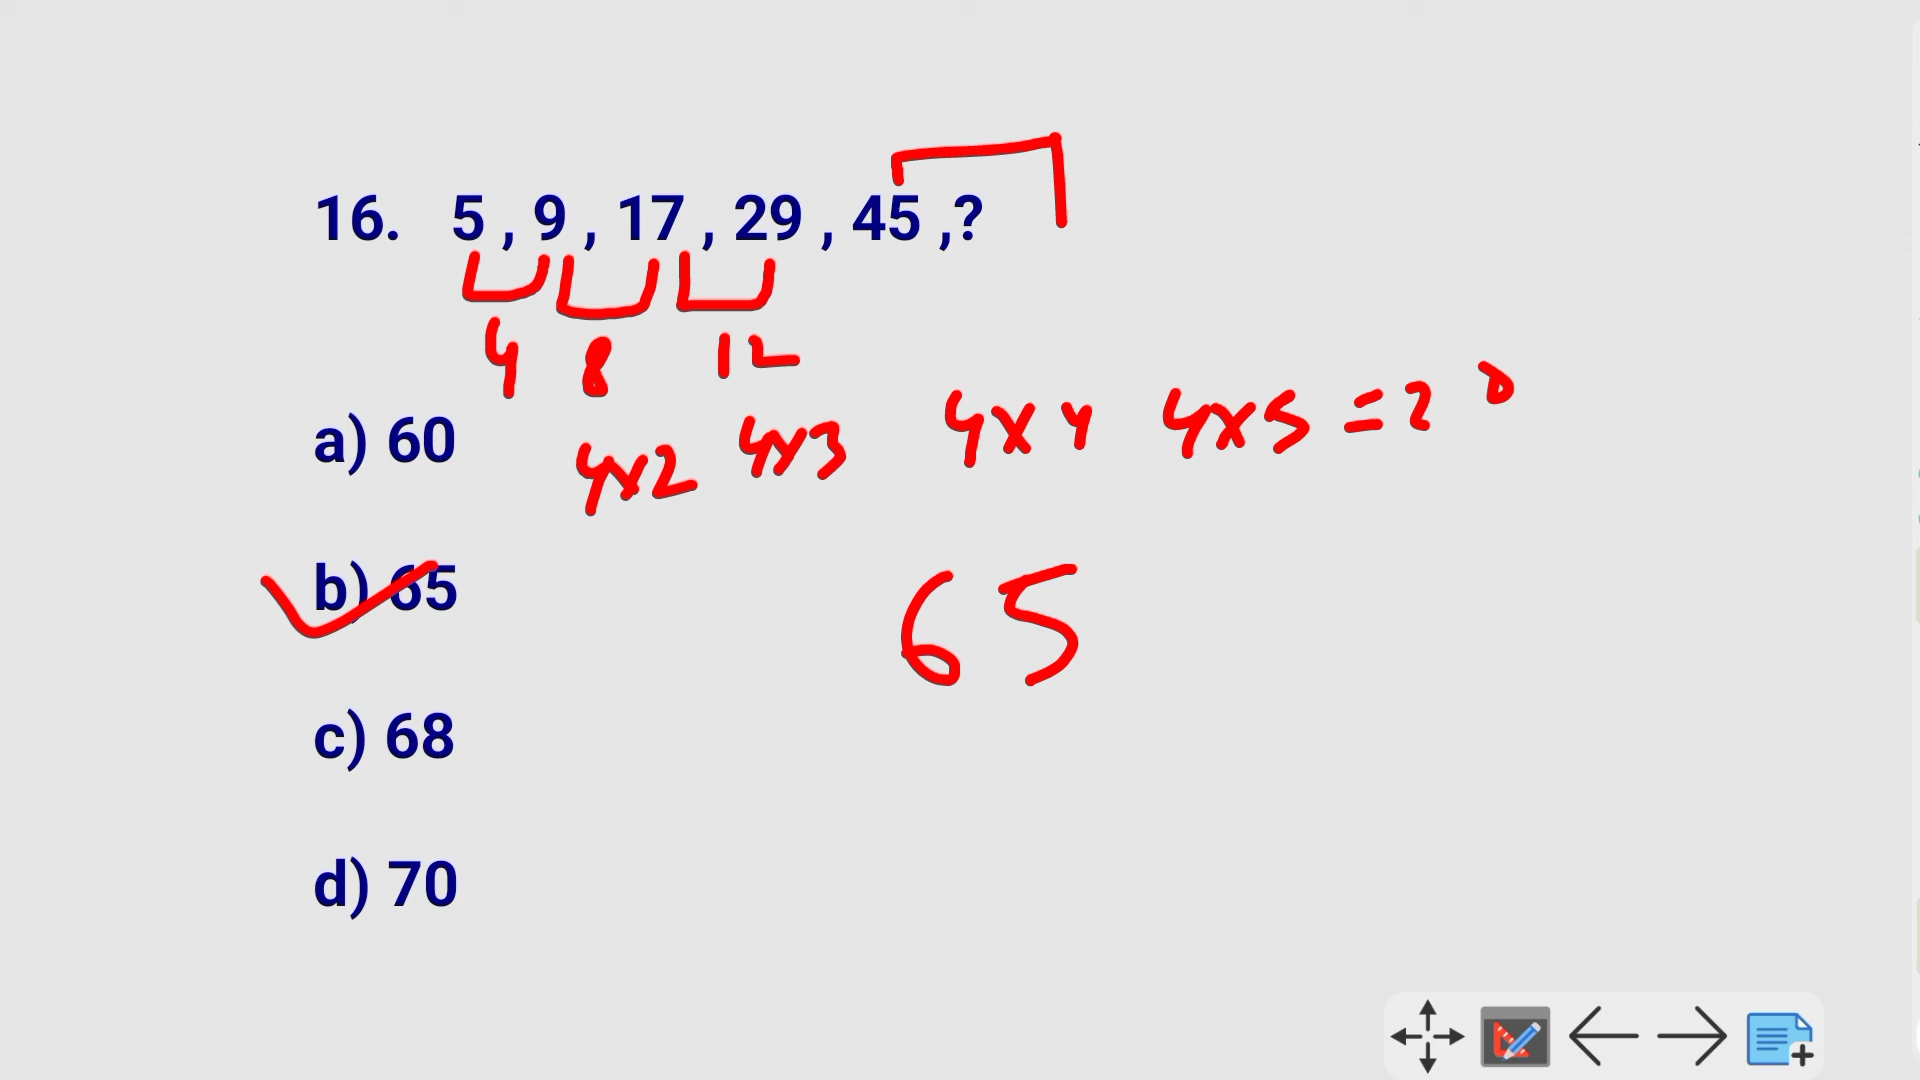 16. 5 , 9 , 17 , 29 , 45 ,?
4 8 12
a) 60
4x2 4x3 4x4 4x5 = 20
b) 65
65
c) 68
d) 70